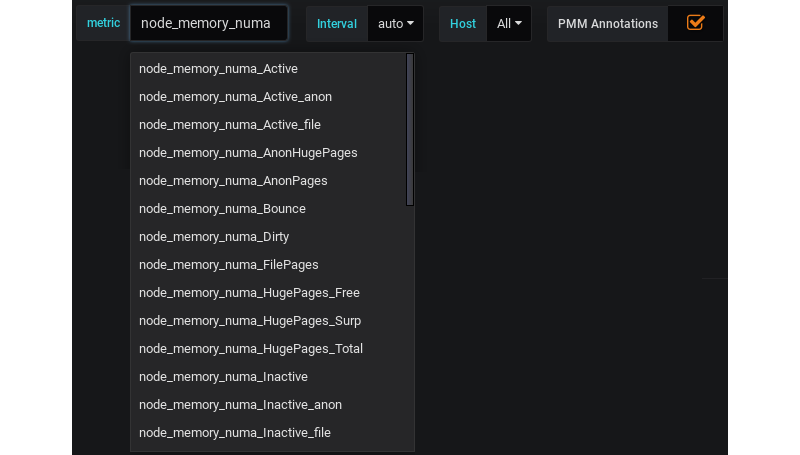 metric node_memory_numa Interval auto Host All PMM Annotations
node_memory_numa_Active
node_memory_numa_Active_anon
node_memory_numa_Active_file
node_memory_numa_AnonHugePages
node_memory_numa_AnonPages
node_memory_numa_Bounce
node_memory_numa_Dirty
node_memory_numa_FilePages
node_memory_numa_HugePages_Free
node_memory_numa_HugePages_Surp
node_memory_numa_HugePages_Total
node_memory_numa_Inactive
node_memory_numa_Inactive_anon
node_memory_numa_Inactive_file